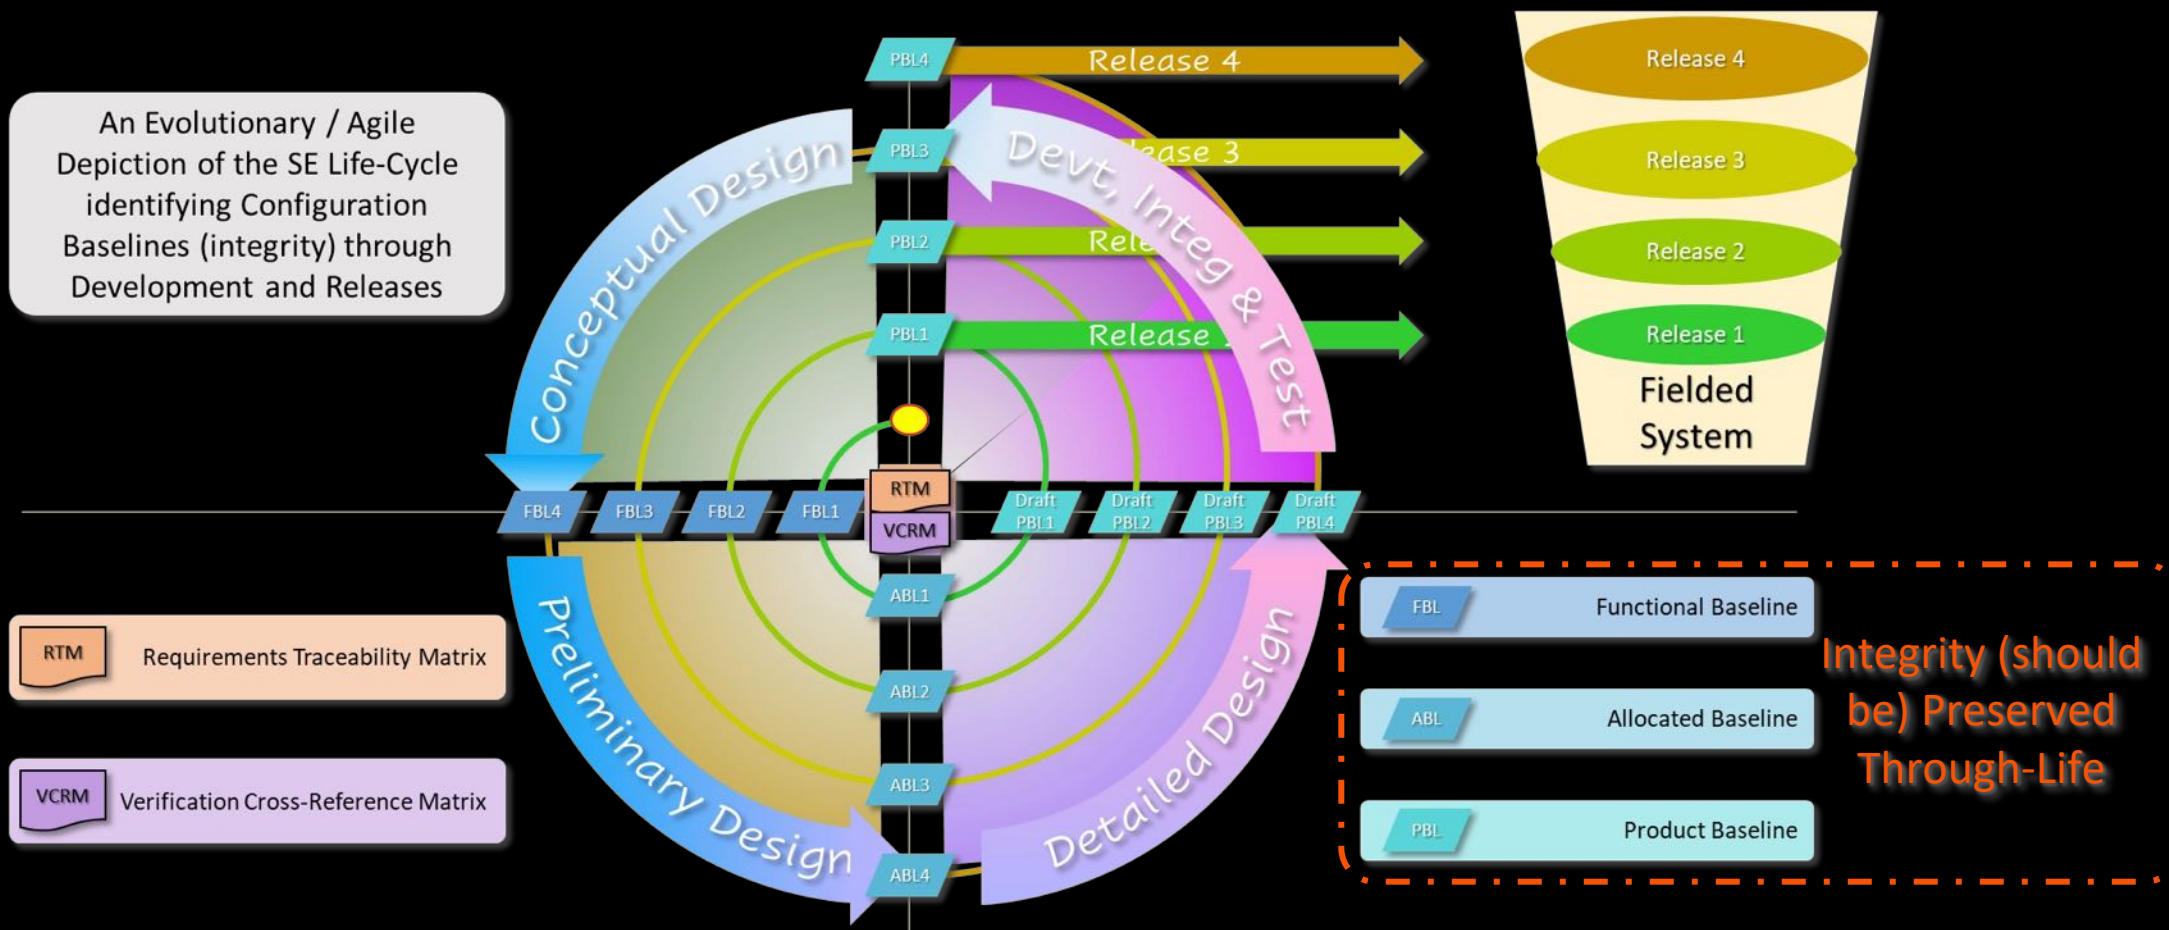 An Evolutionary / Agile
Depiction of the SE Life-Cycle
identifying Configuration
Baselines (integrity) through
Development and Releases
PBL4
Release 4
PBL3
ease 3
PBL2
Rele
PBL1
Release
Conceptual Design
Devt, Integ & Test
Release 4
Release 3
Release 2
Release 1
Fielded
System
FBL4
FBL3
FBL2
FBL1
RTM
VCRM
Draft
PBL1
Draft
PBL2
Draft
PBL3
Draft
PBL4
ABL1
ABL2
ABL3
ABL4
Preliminary Design
Detailed Design
RTM
Requirements Traceability Matrix
VCRM
Verification Cross-Reference Matrix
FBL
Functional Baseline
ABL
Allocated Baseline
PBL
Product Baseline
Integrity (should
be) Preserved
Through-Life